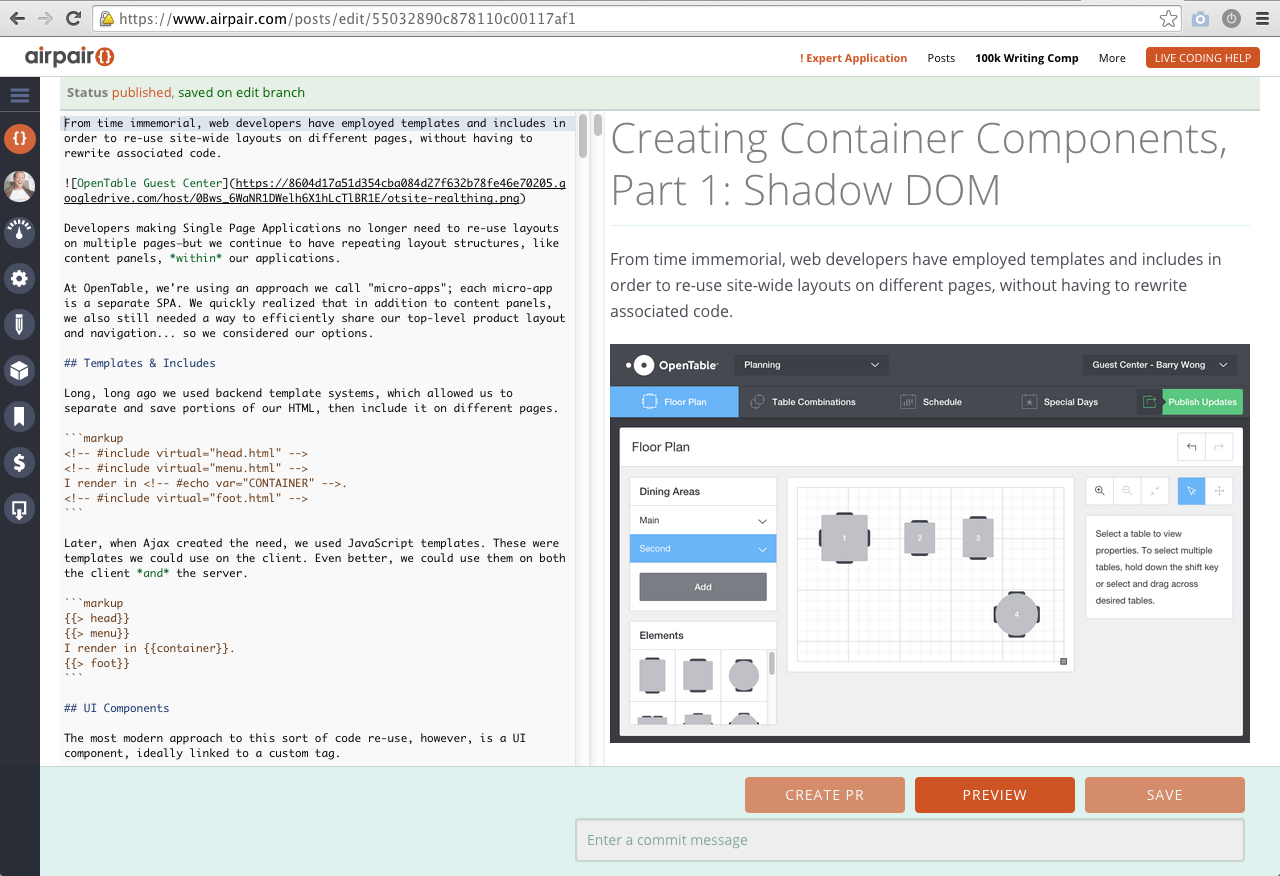 https://www.airpair.com/posts/edit/55032890c878110c00117af1
airpair{}
! Expert Application
Posts
100k Writing Comp
More
LIVE CODING HELP
Status published, saved on edit branch
From time immemorial, web developers have employed templates and includes in
order to re-use site-wide layouts on different pages, without having to
rewrite associated code.
![OpenTable Guest Center](https://8604d17a51d354cba084d27f632b78fe46e70205.g
oogledrive.com/host/0Bws_6WaNR1DWelh6X1hLcTlBR1E/otsite-realthing.png)
Developers making Single Page Applications no longer need to re-use layouts
on multiple pages—but we continue to have repeating layout structures, like
content panels, *within* our applications.
At OpenTable, we're using an approach we call "micro-apps"; each micro-app
is a separate SPA. We quickly realized that in addition to content panels,
we also still needed a way to efficiently share our top-level product layout
and navigation... so we considered our options.
## Templates & Includes
Long, long ago we used backend template systems, which allowed us to
separate and save portions of our HTML, then include it on different pages.
```markup
<!-- #include virtual="head.html" -->
<!-- #include virtual="menu.html" -->
I render in <!-- #echo var="CONTAINER" -->.
<!-- #include virtual="foot.html" -->
```
Later, when Ajax created the need, we used JavaScript templates. These were
templates we could use on the client. Even better, we could use them on both
the client *and* the server.
```markup
{{> head}}
{{> menu}}
I render in {{container}}.
{{> foot}}
```
## UI Components
The most modern approach to this sort of code re-use, however, is a UI
component, ideally linked to a custom tag.
Creating Container Components,
Part 1: Shadow DOM
From time immemorial, web developers have employed templates and includes in
order to re-use site-wide layouts on different pages, without having to rewrite
associated code.
OpenTable
Planning
Guest Center - Barry Wong
Floor Plan
Table Combinations
Schedule
Special Days
Publish Updates
Floor Plan
Dining Areas
Main
Second
Add
Elements
1
2
3
4
Select a table to view
properties. To select multiple
tables, hold down the shift key
or select and drag across
desired tables.
CREATE PR
PREVIEW
SAVE
Enter a commit message